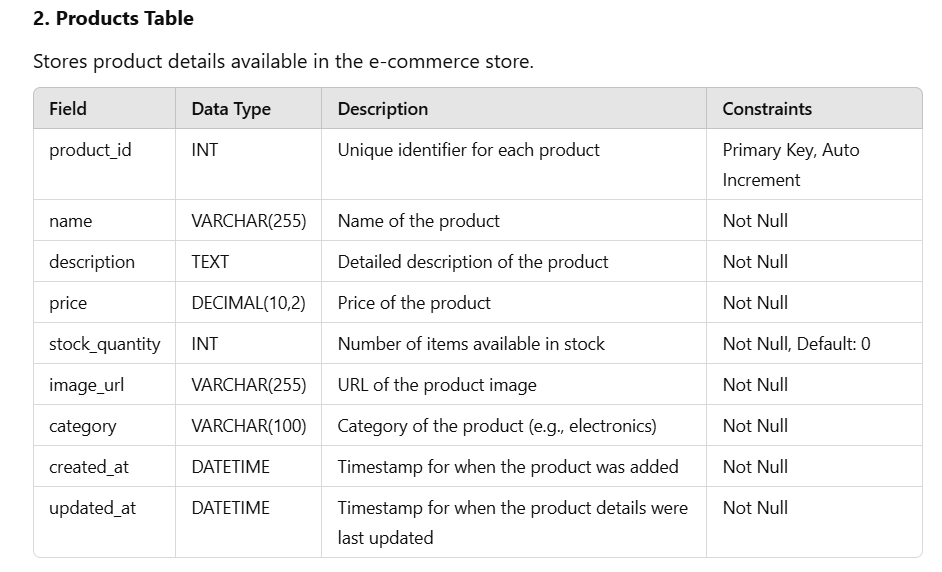 2. Products Table
Stores product details available in the e-commerce store.
Field Data Type Description Constraints
product_id INT Unique identifier for each product Primary Key, Auto
Increment
name VARCHAR(255) Name of the product Not Null
description TEXT Detailed description of the product Not Null
price DECIMAL(10,2) Price of the product Not Null
stock_quantity INT Number of items available in stock Not Null, Default: 0
image_url VARCHAR(255) URL of the product image Not Null
category VARCHAR(100) Category of the product (e.g., electronics) Not Null
created_at DATETIME Timestamp for when the product was added Not Null
updated_at DATETIME Timestamp for when the product details were Not Null
last updated